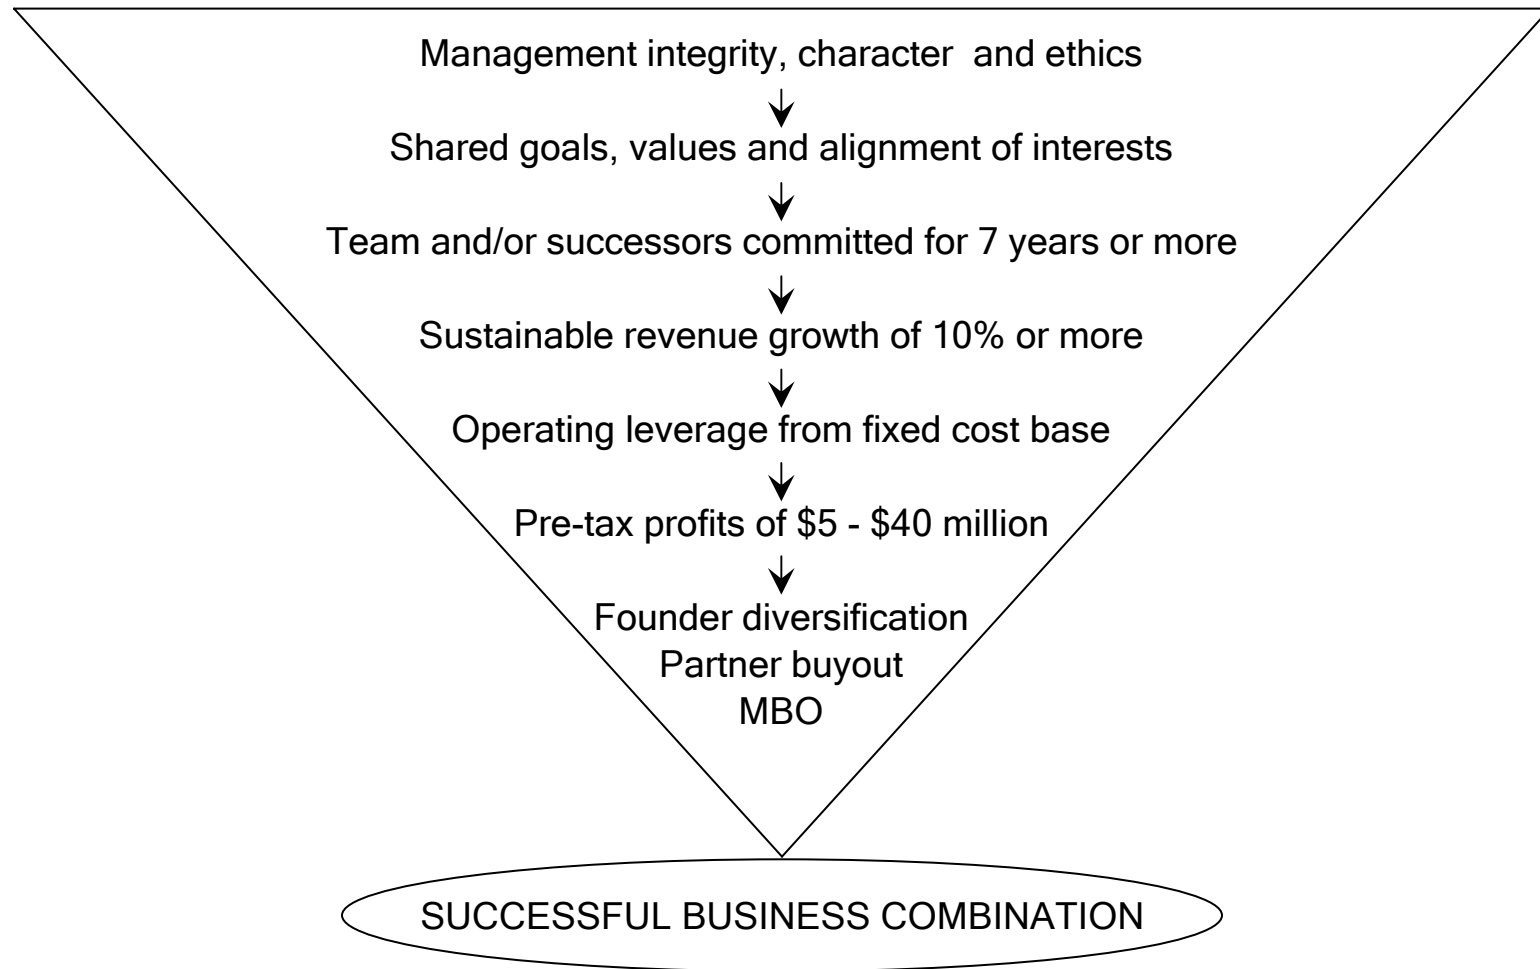 Management integrity, character and ethics
Shared goals, values and alignment of interests
Team and/or successors committed for 7 years or more
Sustainable revenue growth of 10% or more
Operating leverage from fixed cost base
Pre-tax profits of $5 - $40 million
Founder diversification
Partner buyout
MBO
SUCCESSFUL BUSINESS COMBINATION